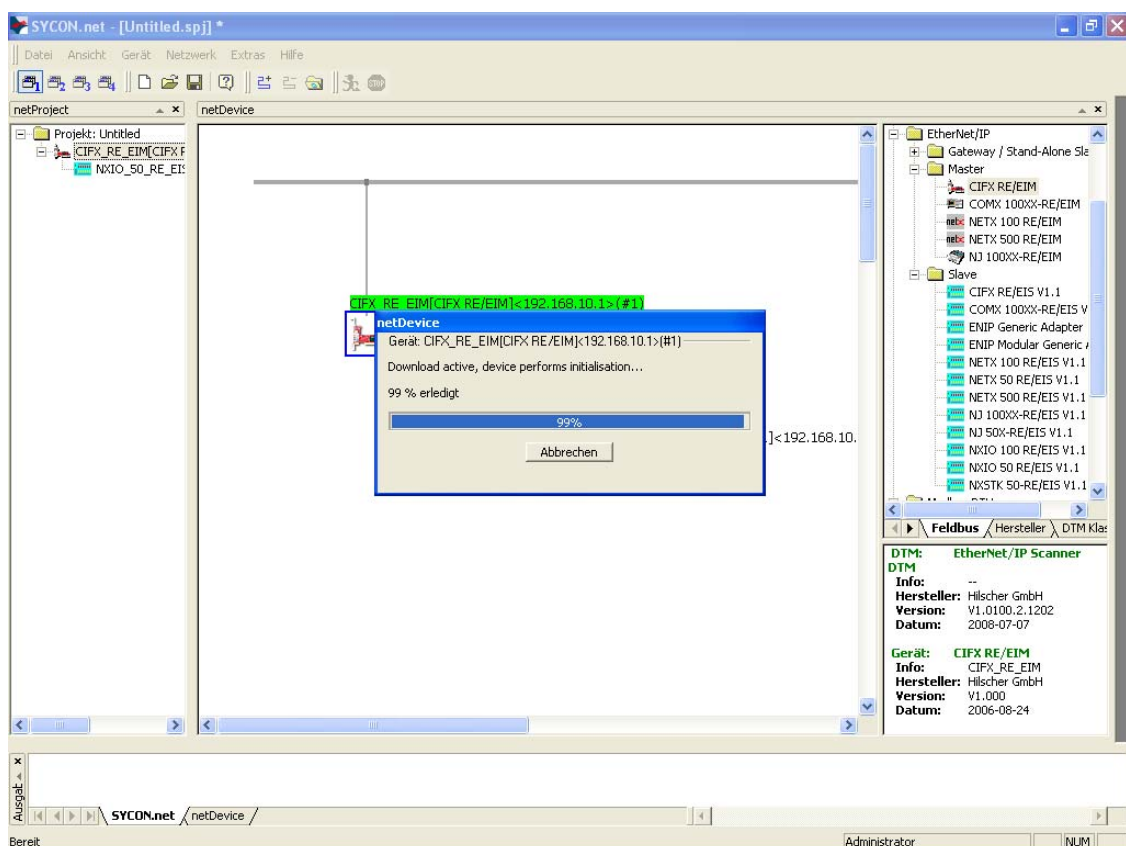 SYCON.net - [Untitled.spj] *
Datei Ansicht Gerät Netzwerk Extras Hilfe
netProject
netDevice
Projekt: Untitled
CIFX_RE_EIM[CIFX R
NXIO_50_RE_EIS
CIFX_RE_EIM[CIFX RE/EIM]<192.168.10.1>(#1)
netDevice
Gerät: CIFX_RE_EIM[CIFX RE/EIM]<192.168.10.1>(#1)
Download active, device performs initialisation...
99 % erledigt
99%
Abbrechen
]<192.168.10.
EtherNet/IP
Gateway / Stand-Alone Sla
Master
CIFX RE/EIM
COMX 100XX-RE/EIM
NETX 100 RE/EIM
NETX 500 RE/EIM
NJ 100XX-RE/EIM
Slave
CIFX RE/EIS V1.1
COMX 100XX-RE/EIS V
ENIP Generic Adapter
ENIP Modular Generic A
NETX 100 RE/EIS V1.1
NETX 50 RE/EIS V1.1
NETX 500 RE/EIS V1.1
NJ 100XX-RE/EIS V1.1
NJ 50X-RE/EIS V1.1
NXIO 100 RE/EIS V1.1
NXIO 50 RE/EIS V1.1
NXSTK 50-RE/EIS V1.1
Feldbus Hersteller DTM Klas
DTM: EtherNet/IP Scanner
DTM
Info: --
Hersteller: Hilscher GmbH
Version: V1.0100.2.1202
Datum: 2008-07-07
Gerät: CIFX RE/EIM
Info: CIFX_RE_EIM
Hersteller: Hilscher GmbH
Version: V1.000
Datum: 2006-08-24
Ausgab
SYCON.net netDevice
Bereit
Administrator
NUM